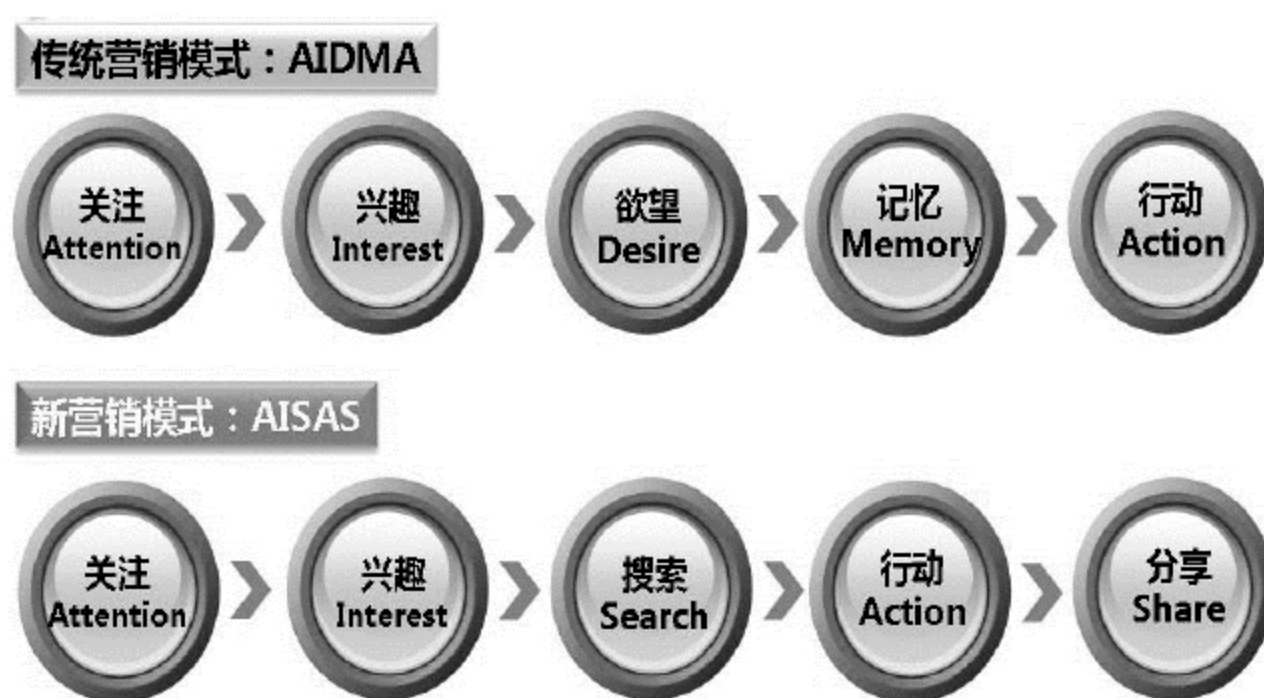 传统营销模式：AIDMA
关注
Attention
兴趣
Interest
欲望
Desire
记忆
Memory
行动
Action
新营销模式：AISAS
关注
Attention
兴趣
Interest
搜索
Search
行动
Action
分享
Share